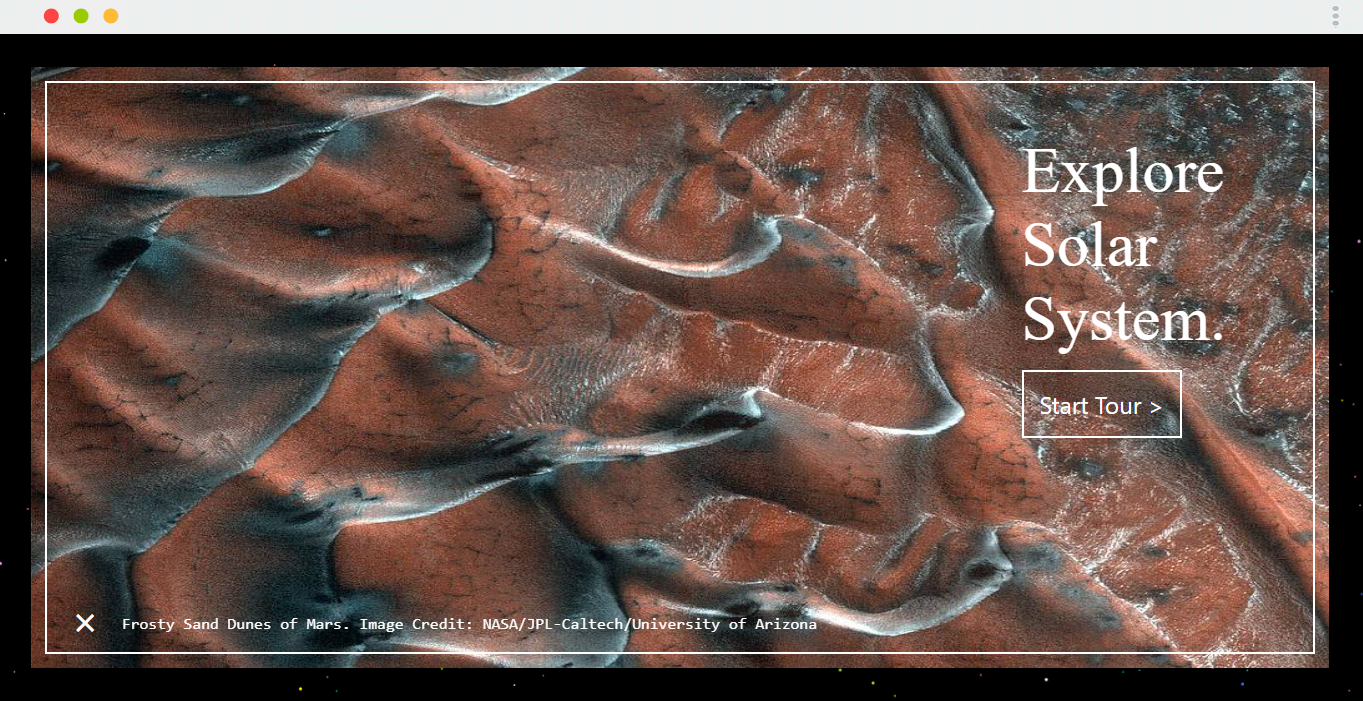 Explore
Solar
System.
Start Tour >
Frosty Sand Dunes of Mars. Image Credit: NASA/JPL-Caltech/University of Arizona